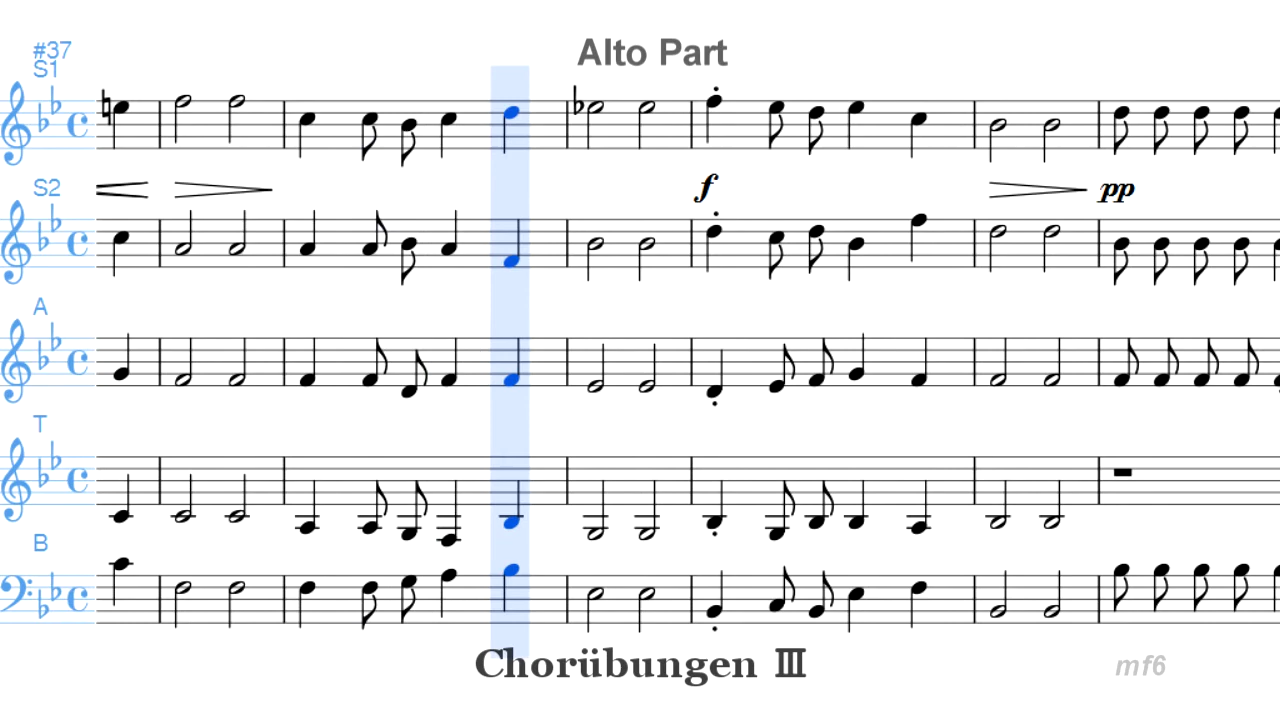 Alto Part
#37
S1
S2
f
pp
A
T
B
Chorübungen Ⅲ
mf6